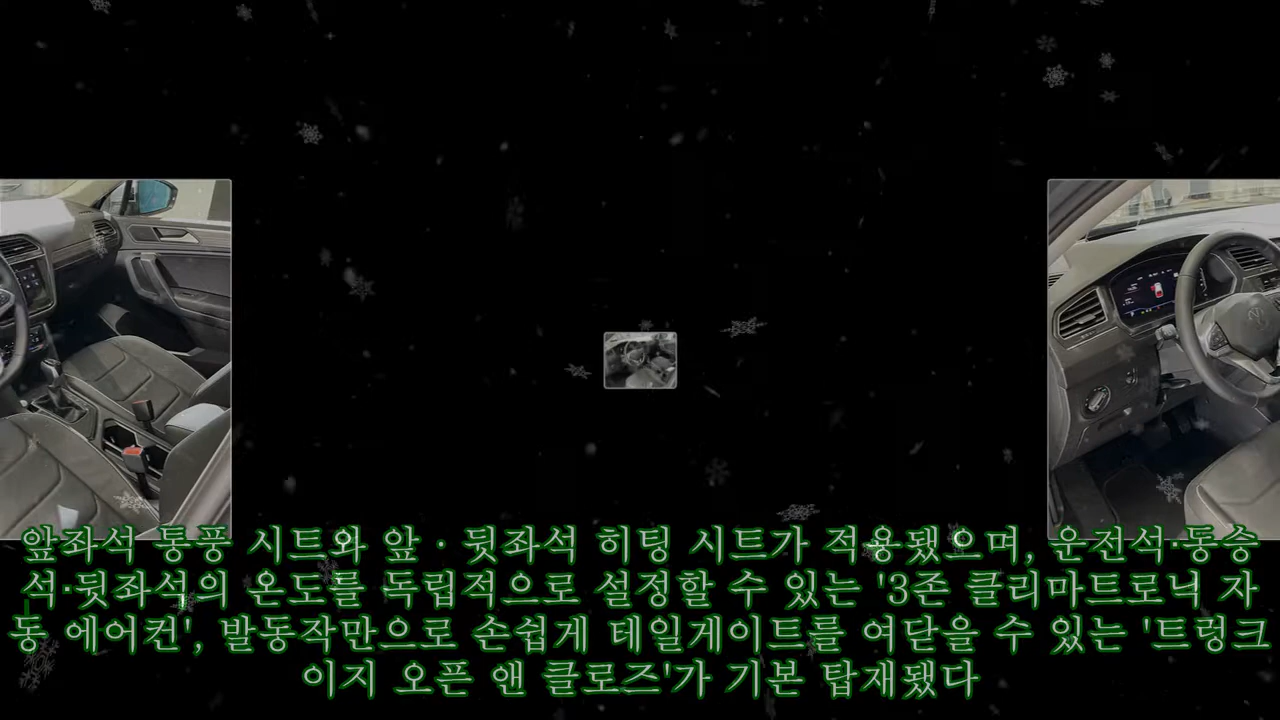 앞좌석 통풍 시트와 앞 · 뒷좌석 히팅 시트가 적용됐으며, 운전석·동승
석·뒷좌석의 온도를 독립적으로 설정할 수 있는 '3존 클리마트로닉 자
동 에어컨', 발동작만으로 손쉽게 테일게이트를 여닫을 수 있는 '트렁크
이지 오픈 앤 클로즈'가 기본 탑재됐다